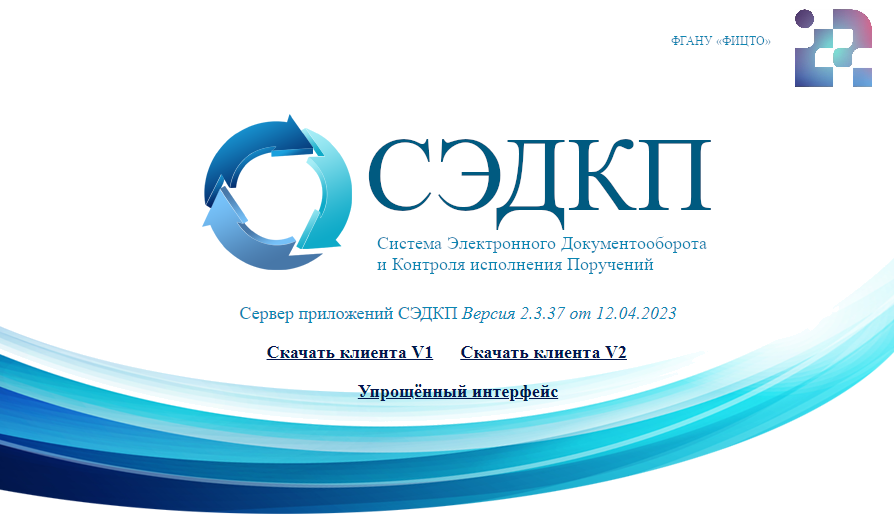 ФГАНУ «ФИЦТО»
СЭДКП
Система Электронного Документооборота
и Контроля исполнения Поручений
Сервер приложений СЭДКП Версия 2.3.37 от 12.04.2023
Скачать клиента V1 Скачать клиента V2
Упрощённый интерфейс